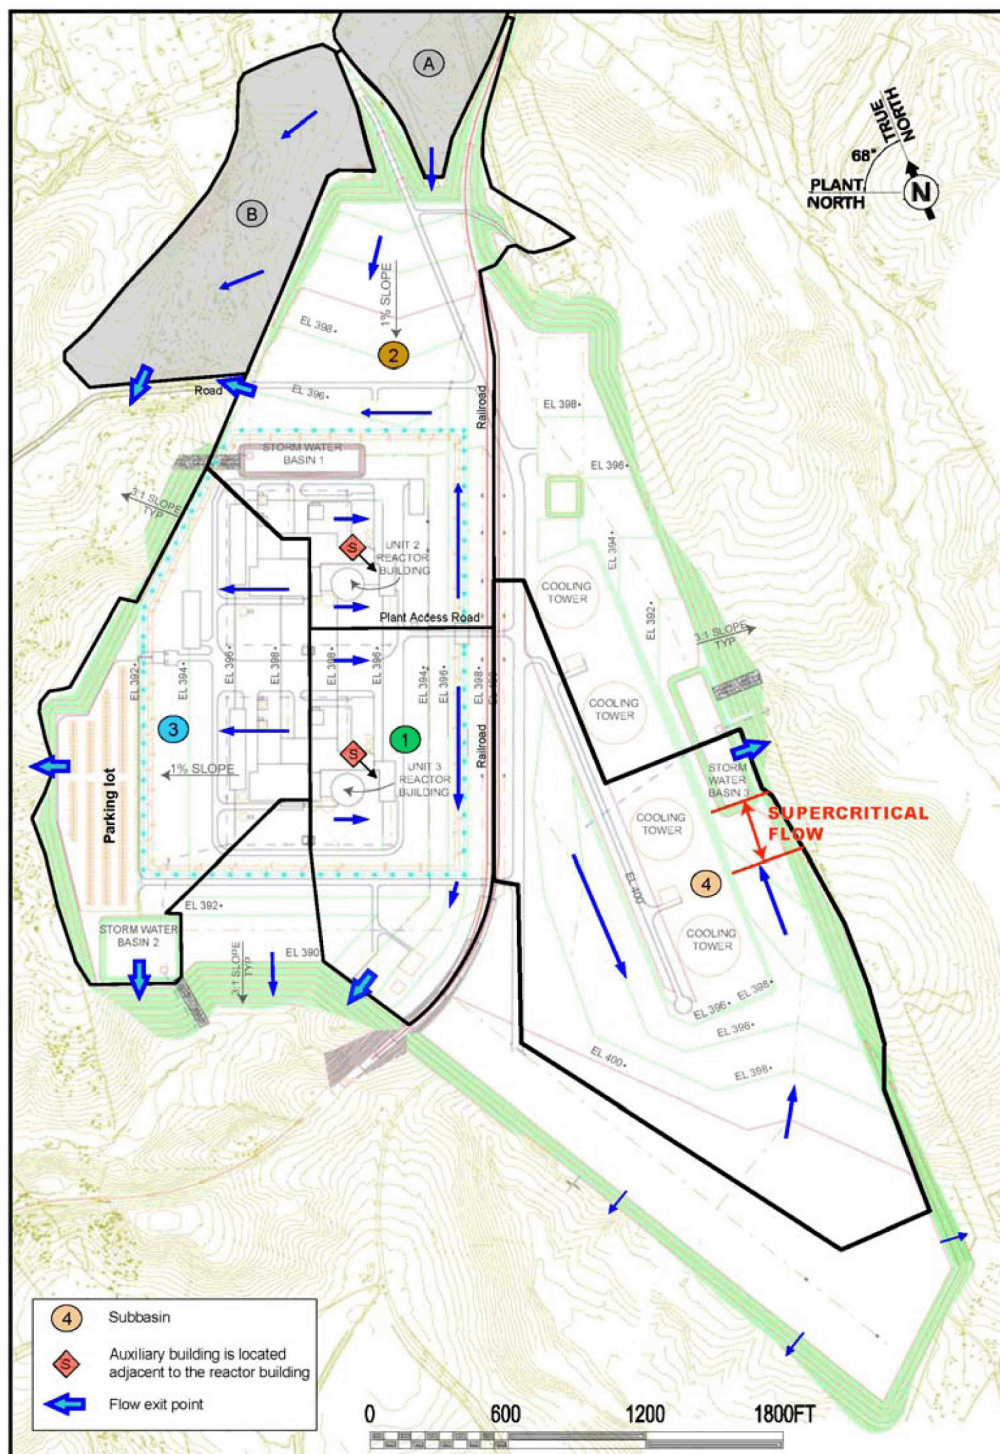 A
TRUE
NORTH
68°
PLANT
NORTH
N
B
1% SLOPE
EL 398
2
Road
EL 396
Railroad
EL 398
STORM WATER
BASIN 1
EL 396
3:1 SLOPE
TYP
S
UNIT 2
REACTOR
BUILDING
EL 394
COOLING
TOWER
Plant Access Road
EL 392
3:1 SLOPE
TYP
EL 392
EL 394
EL 396
EL 398
EL 398
EL 396
EL 394
EL 396
EL 398
COOLING
TOWER
3
1
S
1% SLOPE
UNIT 3
REACTOR
BUILDING
Railroad
Parking lot
STORM
WATER
BASIN 3
SUPERCRITICAL
FLOW
COOLING
TOWER
EL 400
4
EL 392
STORM WATER
BASIN 2
EL 390
3:1 SLOPE
TYP
COOLING
TOWER
EL 396
EL 398
EL 396
EL 400
EL 398
4
Subbasin
S
Auxiliary building is located
adjacent to the reactor building
Flow exit point
0 600 1200 1800FT